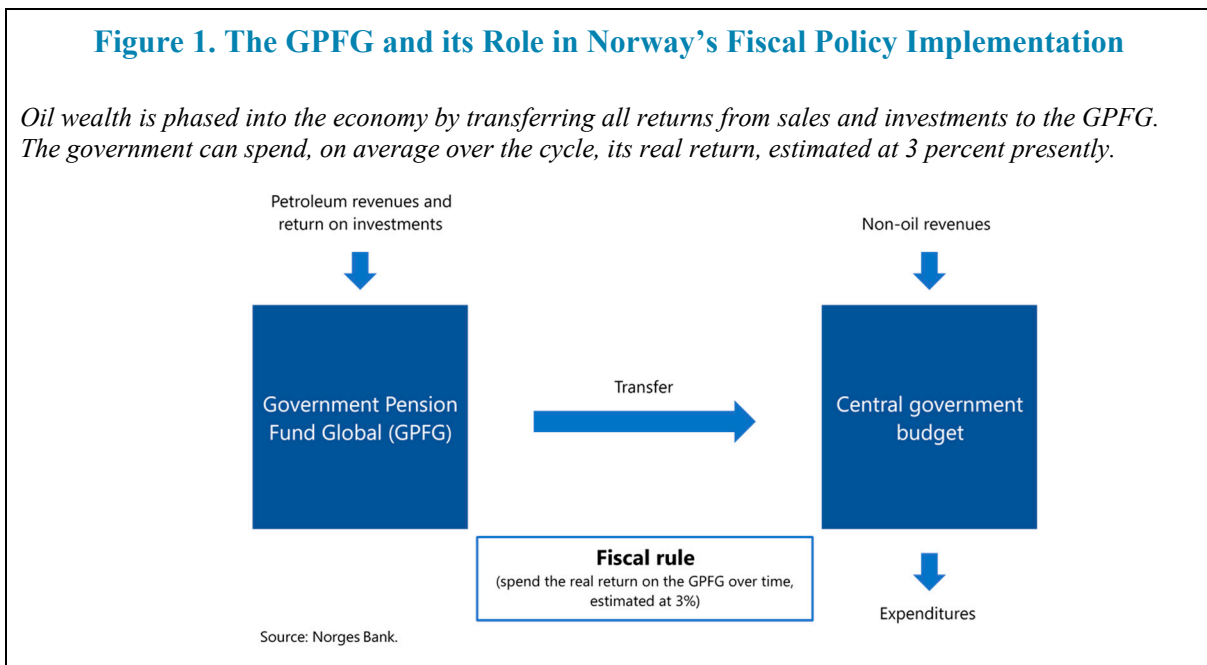 Figure 1. The GPFG and its Role in Norway’s Fiscal Policy Implementation
Oil wealth is phased into the economy by transferring all returns from sales and investments to the GPFG.
The government can spend, on average over the cycle, its real return, estimated at 3 percent presently.
Petroleum revenues and
return on investments
Non-oil revenues
Government Pension
Fund Global (GPFG)
Transfer
Central government
budget
Fiscal rule
(spend the real return on the GPFG over time,
estimated at 3%)
Expenditures
Source: Norges Bank.